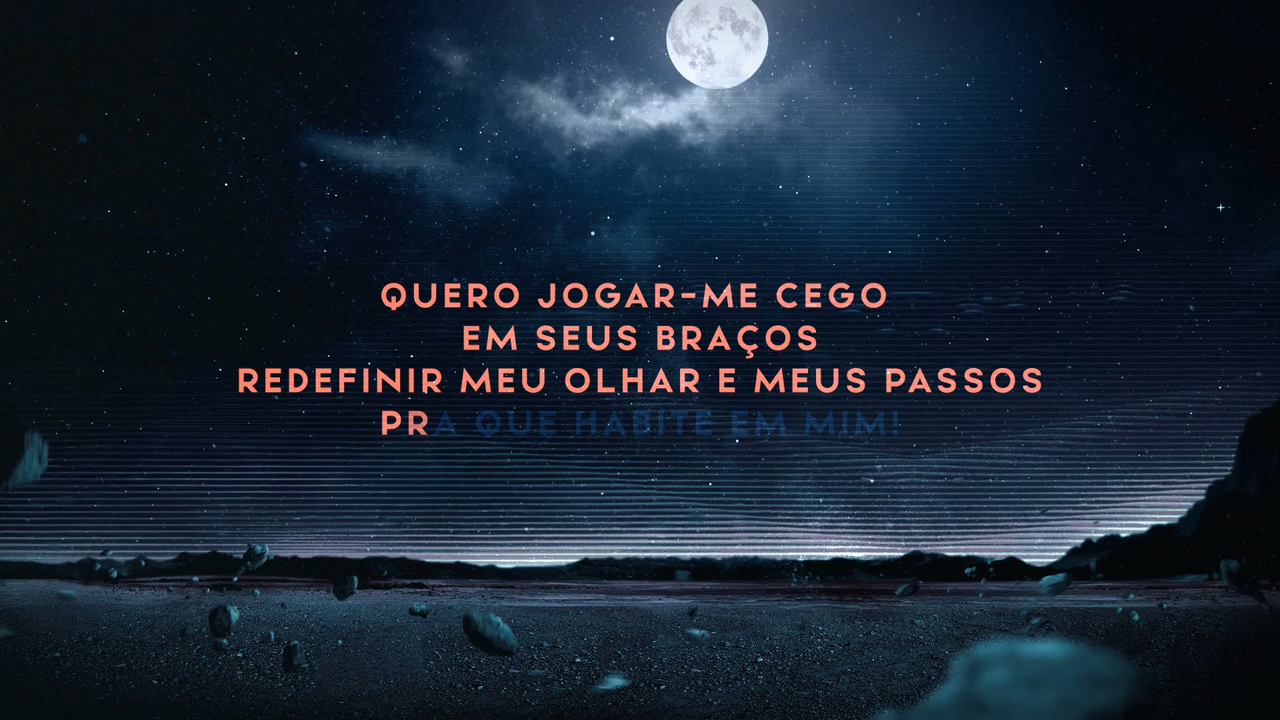 QUERO JOGAR-ME CEGO
EM SEUS BRAÇOS
REDEFINIR MEU OLHAR E MEUS PASSOS
PRA QUE HABITE EM MIM!